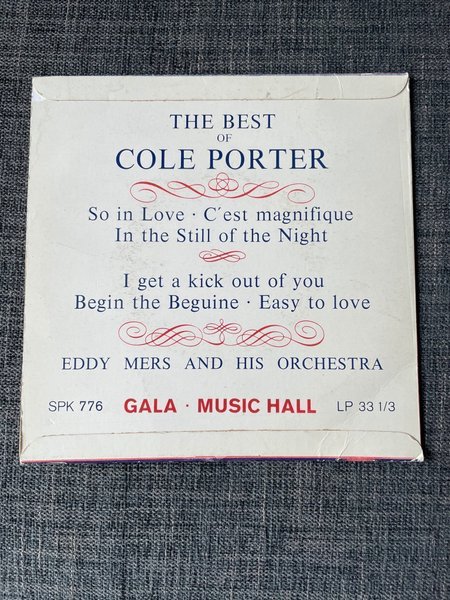 THE BEST
OF
COLE PORTER
So in Love · C´est magnifique
In the Still of the Night
I get a kick out of you
Begin the Beguine · Easy to love
EDDY MERS AND HIS ORCHESTRA
SPK 776 GALA · MUSIC HALL LP 33 1/3